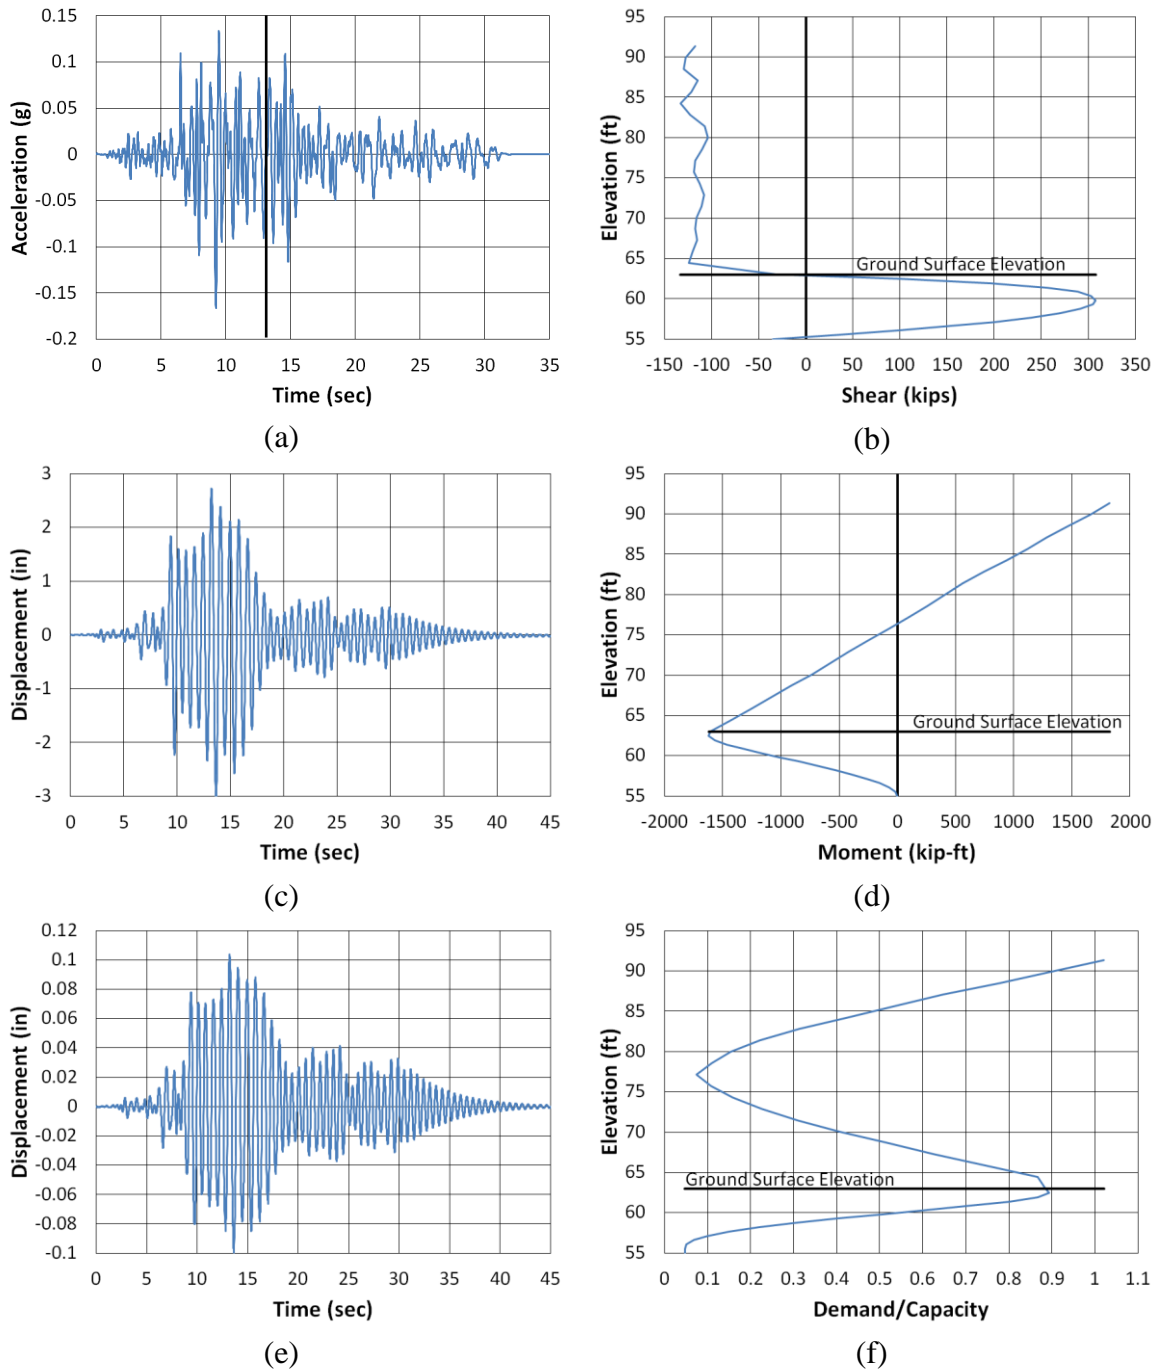 0.15
0.1
0.05
0
-0.05
-0.1
-0.15
-0.2
Acceleration (g)
0 5 10 15 20 25 30 35
Time (sec)
(a)
95
90
85
80
75
70
65
60
55
Elevation (ft)
Ground Surface Elevation
-150 -100 -50 0 50 100 150 200 250 300 350
Shear (kips)
(b)
3
2
1
0
-1
-2
-3
Displacement (in)
0 5 10 15 20 25 30 35 40 45
Time (sec)
(c)
95
90
85
80
75
70
65
60
55
Elevation (ft)
Ground Surface Elevation
-2000 -1500 -1000 -500 0 500 1000 1500 2000
Moment (kip-ft)
(d)
0.12
0.1
0.08
0.06
0.04
0.02
0
-0.02
-0.04
-0.06
-0.08
-0.1
Displacement (in)
0 5 10 15 20 25 30 35 40 45
Time (sec)
(e)
95
90
85
80
75
70
65
60
55
Elevation (ft)
Ground Surface Elevation
0 0.1 0.2 0.3 0.4 0.5 0.6 0.7 0.8 0.9 1 1.1
Demand/Capacity
(f)